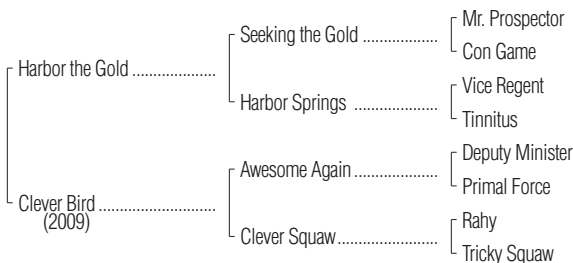 Mr. Prospector
Seeking the Gold ..................
Con Game
Harbor the Gold ....................
Vice Regent
Harbor Springs ....................
Tinnitus
Deputy Minister
Awesome Again ....................
Primal Force
Clever Bird ............................
(2009)
Rahy
Clever Squaw........................
Tricky Squaw